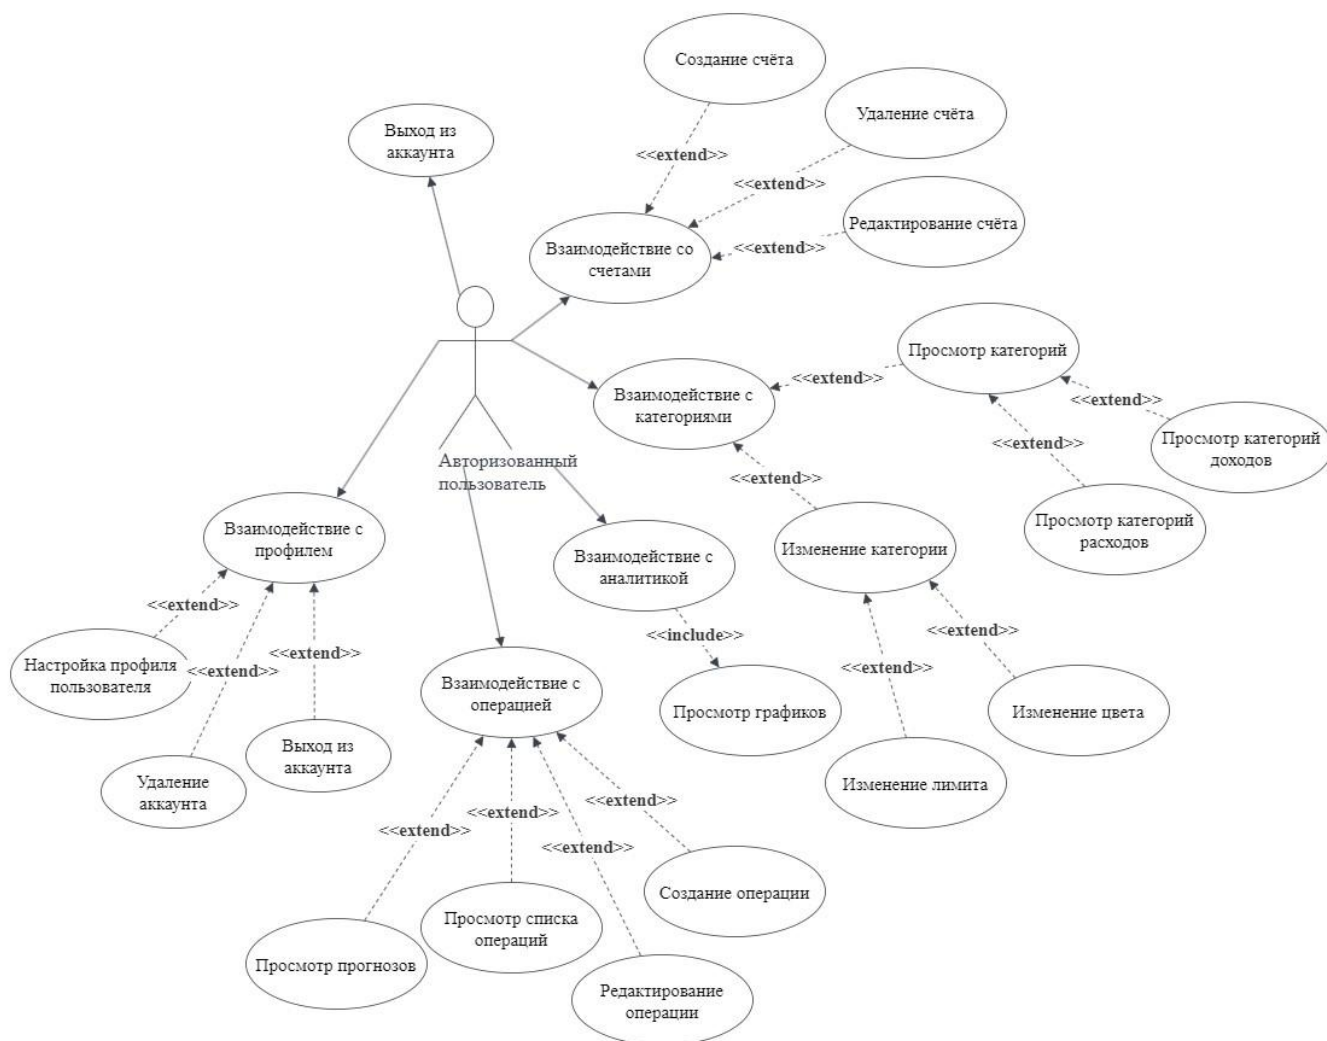 Создание счёта
Удаление счёта
Выход из
аккаунта
<<extend>>
<<extend>>
Редактирование счёта
<<extend>>
Взаимодействие со
счетами
Просмотр категорий
<<extend>>
Взаимодействие с
категориями
<<extend>>
<<extend>>
Просмотр категорий
доходов
Авторизованный
пользователь
<<extend>>
Просмотр категорий
расходов
Взаимодействие с
профилем
Взаимодействие с
аналитикой
Изменение категории
<<extend>>
<<include>>
<<extend>>
<<extend>>
<<extend>>
<<extend>>
Настройка профиля
пользователя
Взаимодействие с
операцией
Просмотр графиков
Изменение цвета
Выход из
аккаунта
Удаление
аккаунта
Изменение лимита
<<extend>>
<<extend>>
<<extend>>
<<extend>>
Создание операции
Просмотр списка
операций
Просмотр прогнозов
Редактирование
операции